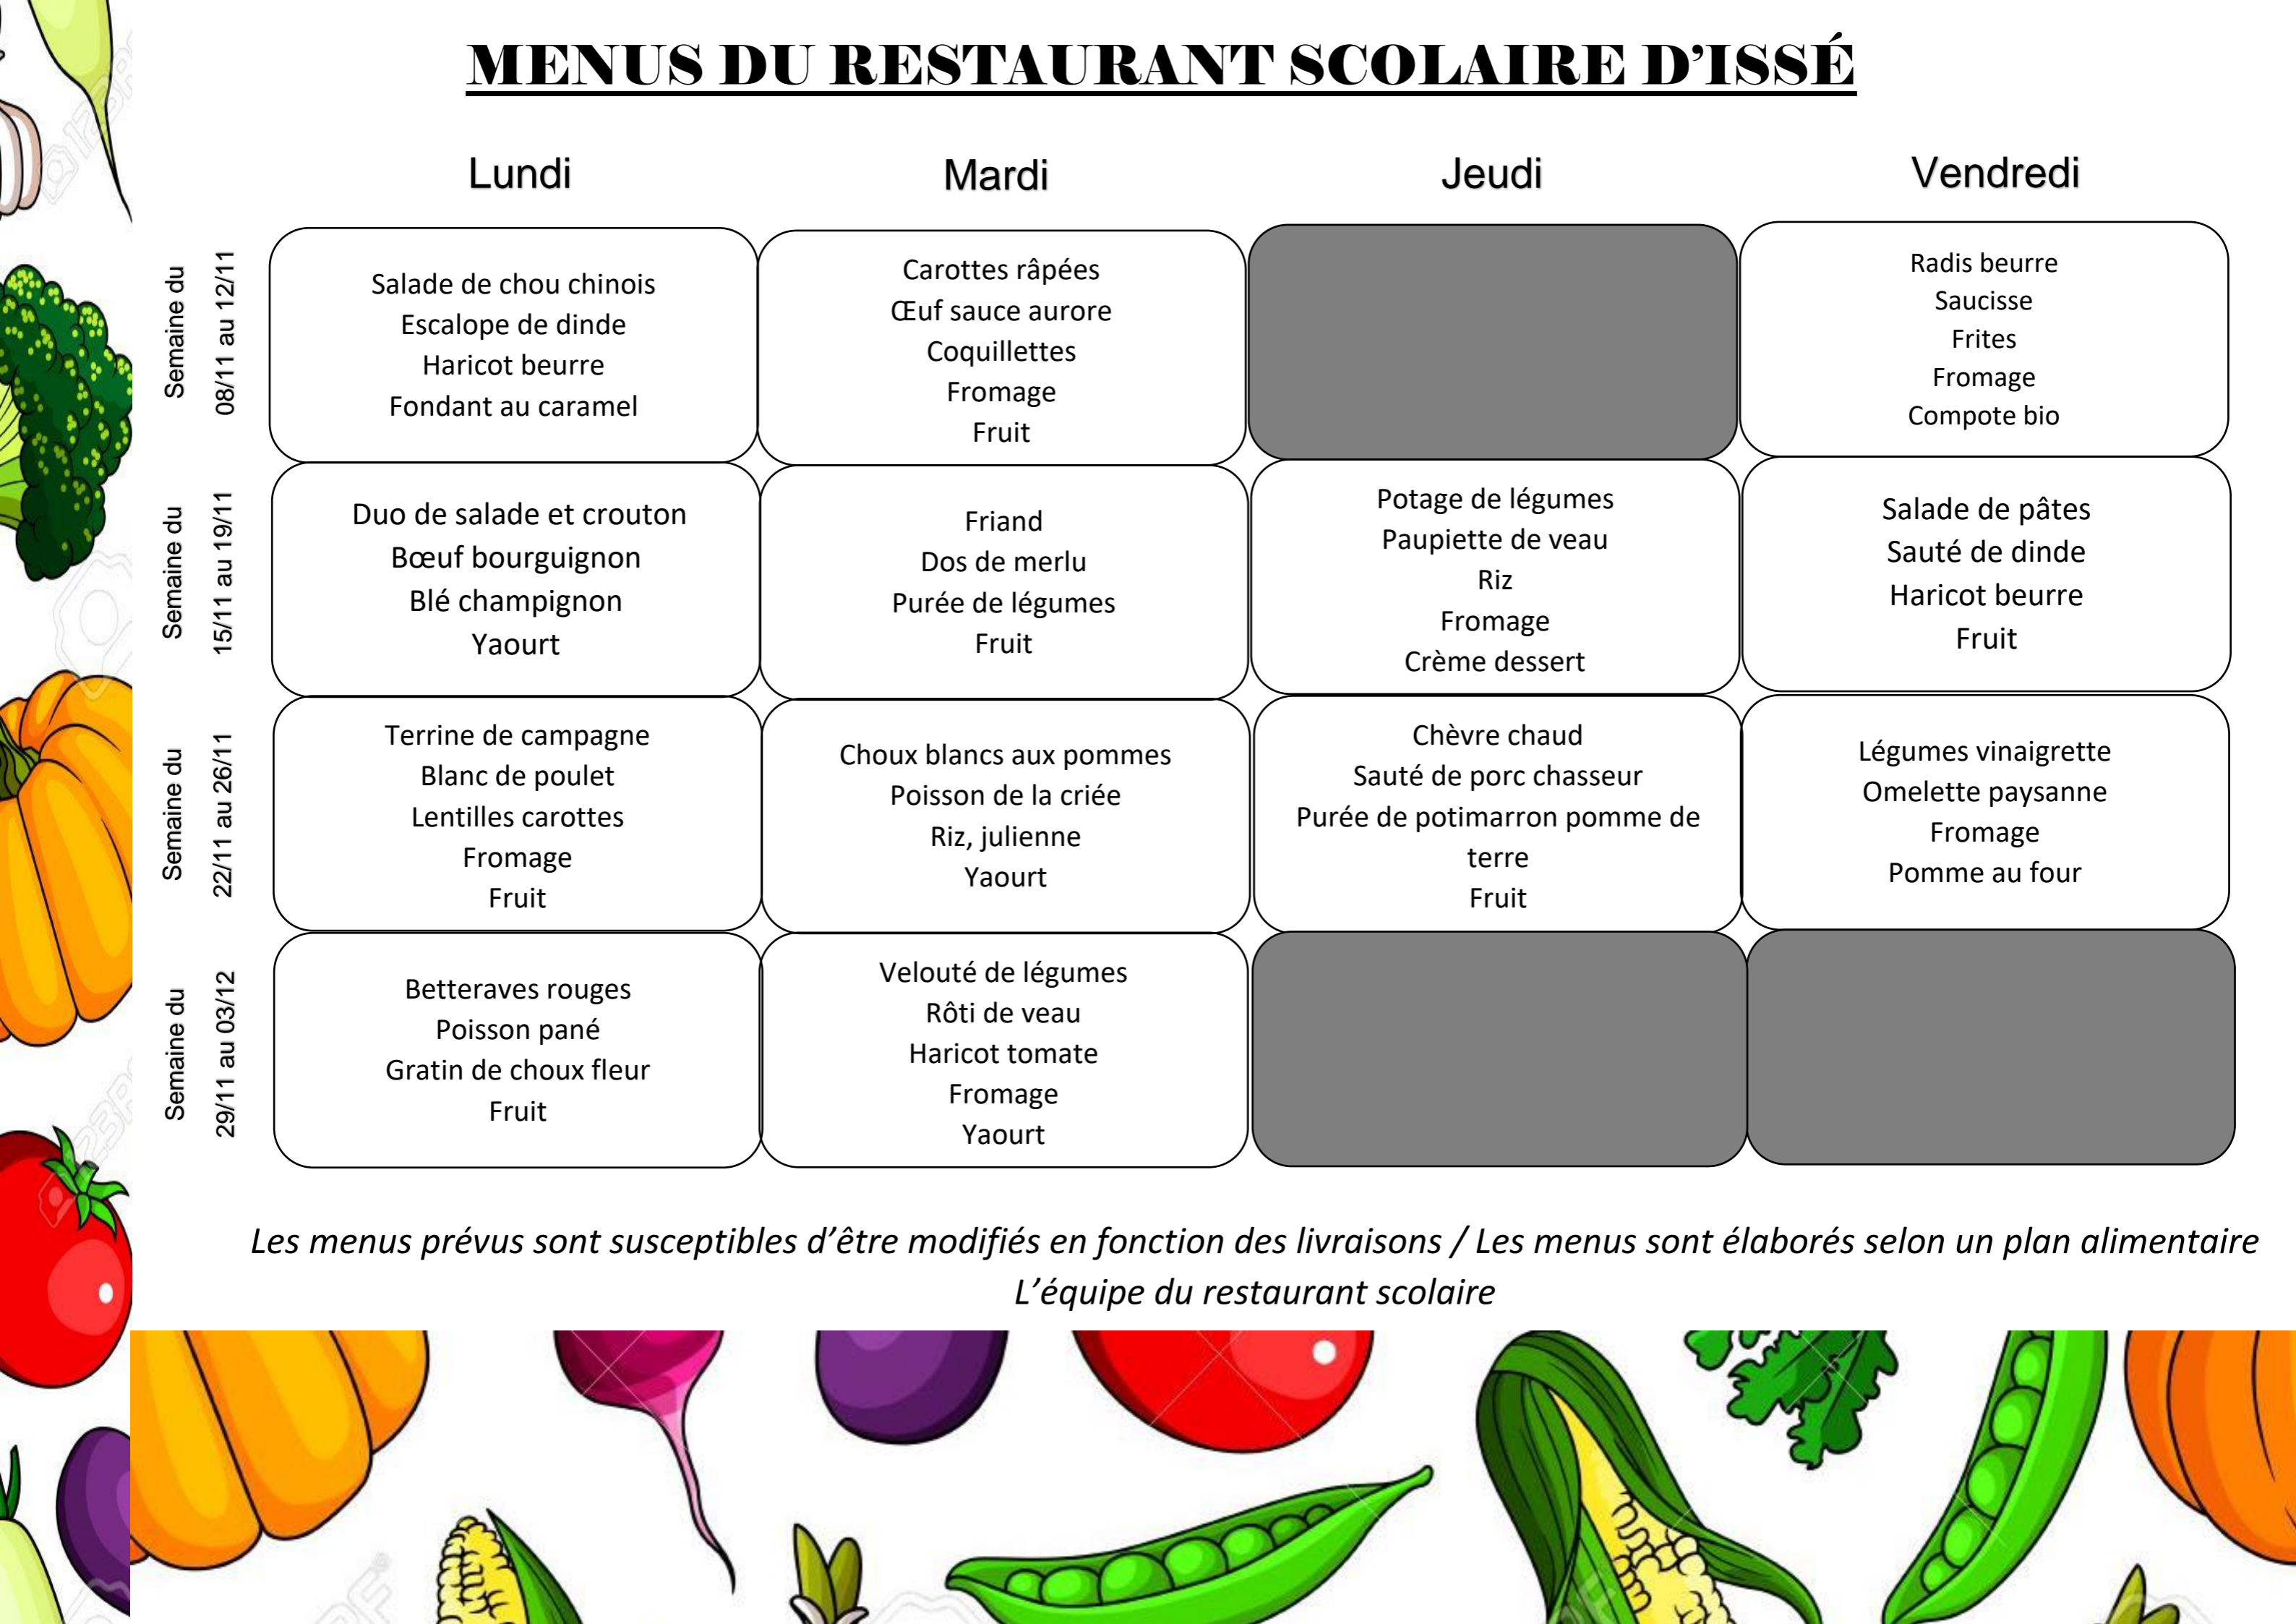 MENUS DU RESTAURANT SCOLAIRE D'ISSÉ
Lundi
Mardi
Jeudi
Vendredi
Semaine du
08/11 au 12/11
Salade de chou chinois
Escalope de dinde
Haricot beurre
Fondant au caramel
Carottes râpées
Œuf sauce aurore
Coquillettes
Fromage
Fruit
Radis beurre
Saucisse
Frites
Fromage
Compote bio
Semaine du
15/11 au 19/11
Duo de salade et crouton
Bœuf bourguignon
Blé champignon
Yaourt
Friand
Dos de merlu
Purée de légumes
Fruit
Potage de légumes
Paupiette de veau
Riz
Fromage
Crème dessert
Salade de pâtes
Sauté de dinde
Haricot beurre
Fruit
Semaine du
22/11 au 26/11
Terrine de campagne
Blanc de poulet
Lentilles carottes
Fromage
Fruit
Choux blancs aux pommes
Poisson de la criée
Riz, julienne
Yaourt
Chèvre chaud
Sauté de porc chasseur
Purée de potimarron pomme de
terre
Fruit
Légumes vinaigrette
Omelette paysanne
Fromage
Pomme au four
Semaine du
29/11 au 03/12
Betteraves rouges
Poisson pané
Gratin de choux fleur
Fruit
Velouté de légumes
Rôti de veau
Haricot tomate
Fromage
Yaourt
Les menus prévus sont susceptibles d'être modifiés en fonction des livraisons / Les menus sont élaborés selon un plan alimentaire
L'équipe du restaurant scolaire